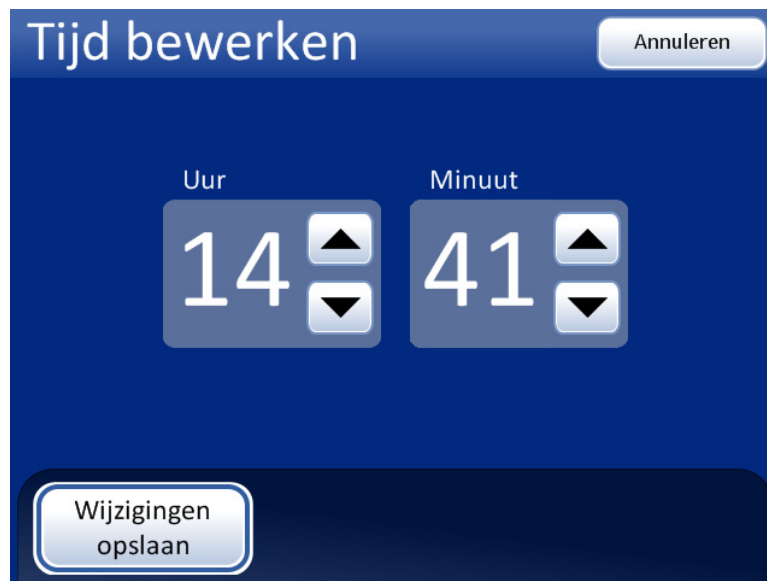 Tijd bewerken
Annuleren
Uur
Minuut
14
41
Wijzigingen
opslaan